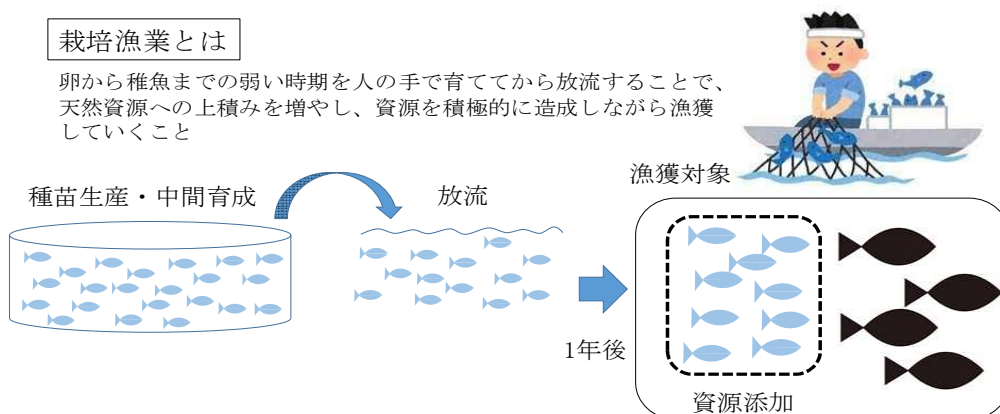 栽培漁業とは
卵から稚魚までの弱い時期を人の手で育ててから放流することで、
天然資源への上積みを増やし、資源を積極的に造成しながら漁獲
していくこと
漁獲対象
種苗生産・中間育成
放流
1年後
資源添加